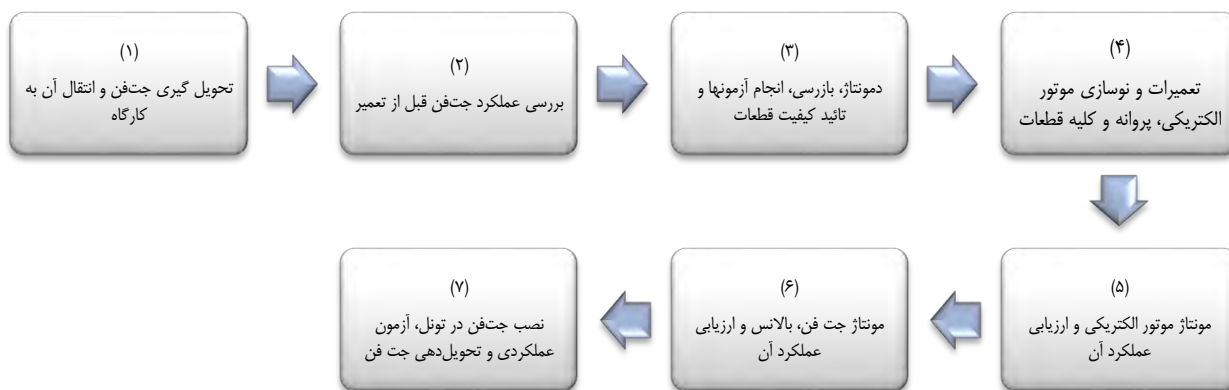 (۱)
تحویل گیری جت‌فن و انتقال آن به
کارگاه
(۲)
بررسی عملکرد جت‌فن قبل از تعمیر
(۳)
دمونتاژ، بازرسی، انجام آزمونها و
تائید کیفیت قطعات
(۴)
تعمیرات و نوسازی موتور
الکتریکی، پروانه و کلیه قطعات
(۵)
مونتاژ موتور الکتریکی و ارزیابی
عملکرد آن
(۶)
مونتاژ جت فن، بالانس و ارزیابی
عملکرد آن
(۷)
نصب جت‌فن در تونل، آزمون
عملکردی و تحویل‌دهی جت فن